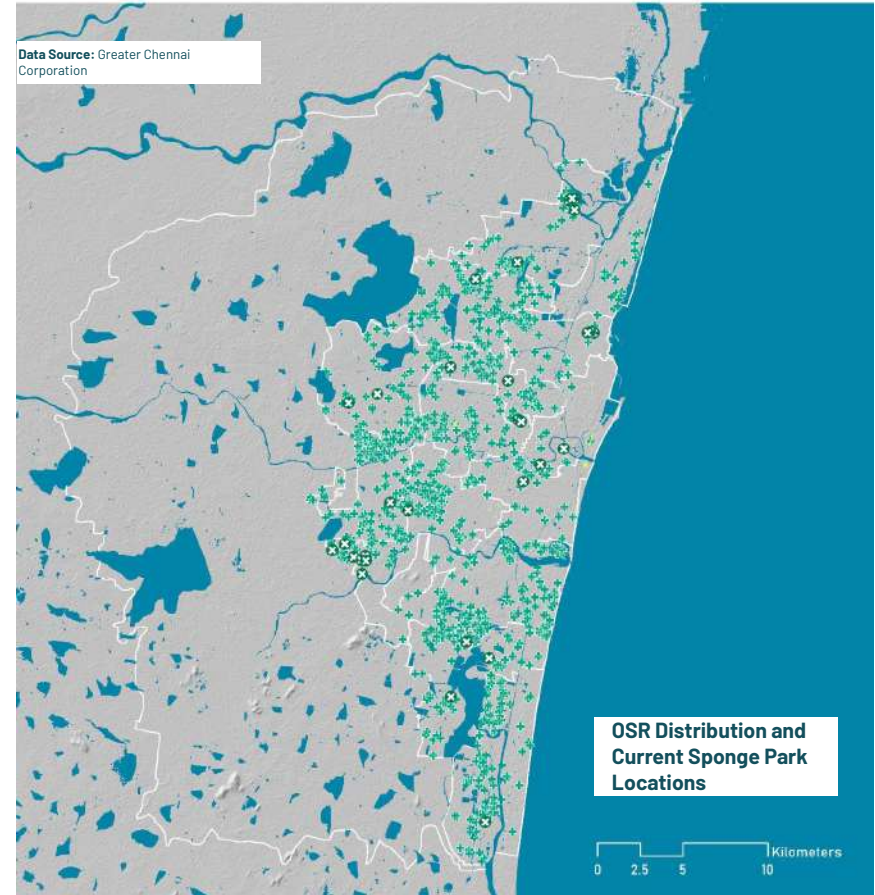 Data Source: Greater Chennai
Corporation
OSR Distribution and
Current Sponge Park
Locations
Kilometers
0 2.5 5 10